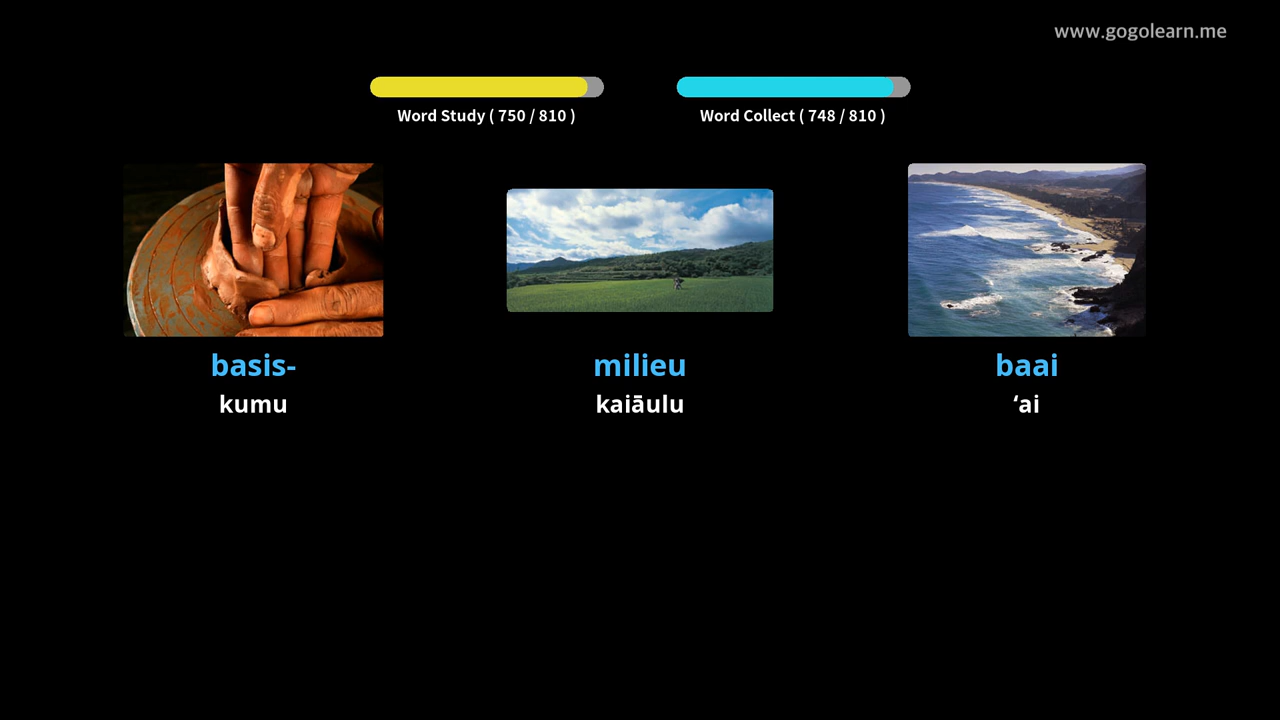 www.gogolearn.me
Word Study ( 750 / 810 )
Word Collect ( 748 / 810 )
basis-
kumu
milieu
kaiāulu
baai
ʻai